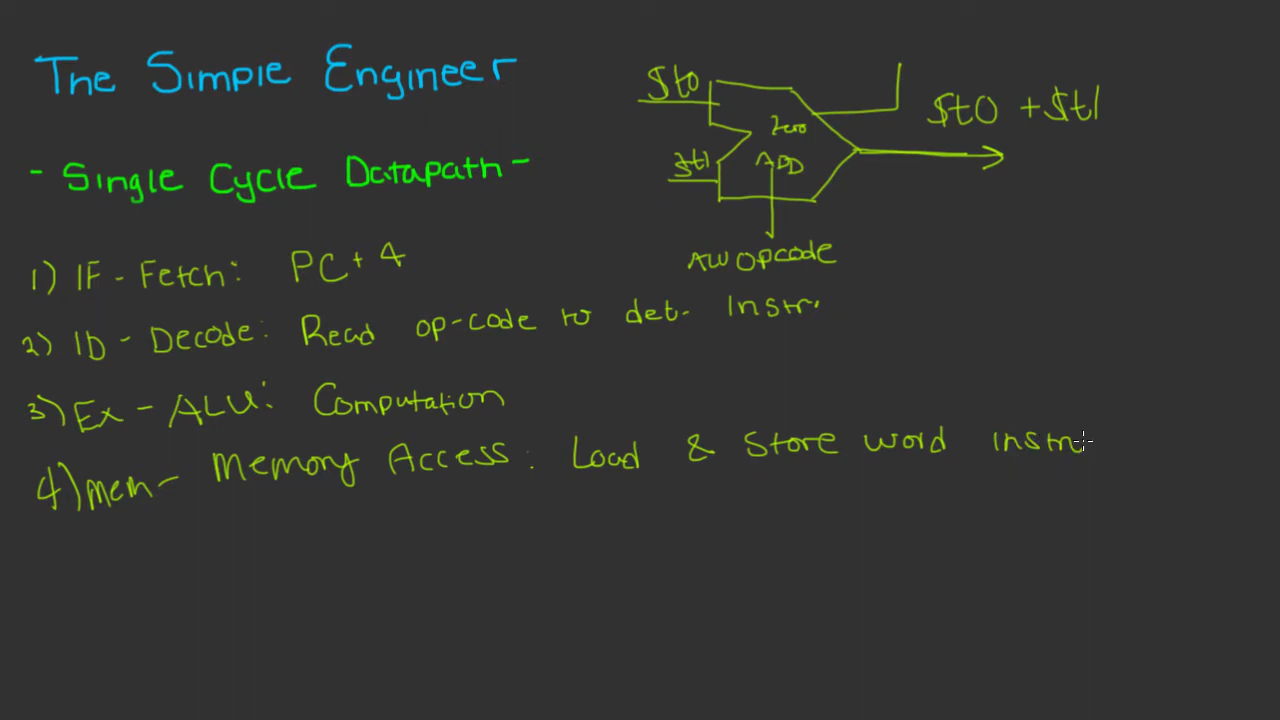 The Simple Engineer
- Single Cycle Datapath -
$t0
Zero
$t1
ADD
$t0 + $t1
ALU Opcode
1) IF - Fetch: PC + 4
2) ID - Decode: Read op-code to det. Instr.
3) Ex - ALU: Computation
4) mem - Memory Access: Load & Store word instr